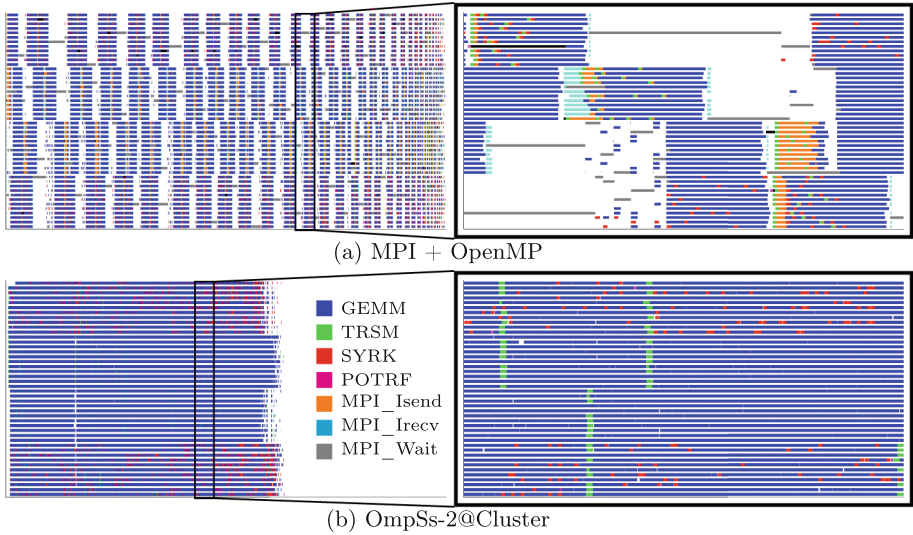 (a) MPI + OpenMP
GEMM
TRSM
SYRK
POTRF
MPI_Isend
MPI_Irecv
MPI_Wait
(b) OmpSs-2@Cluster